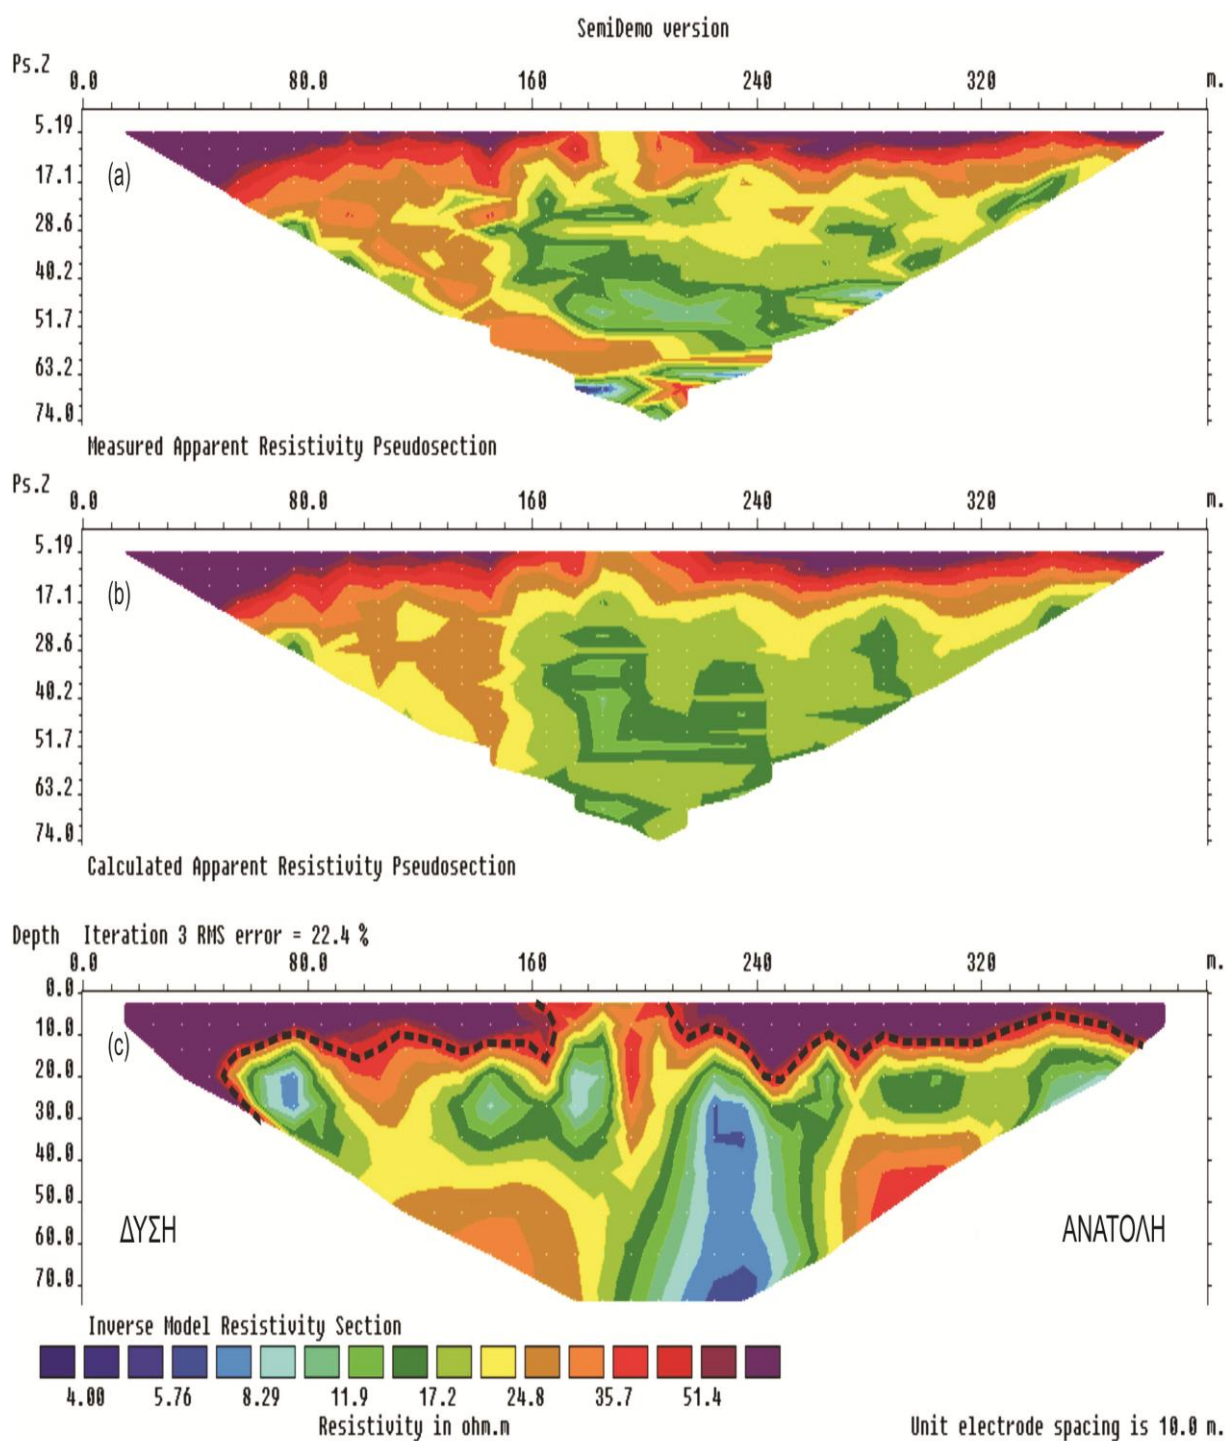 SemiDemo version
Ps.Z
0.0 80.0 160 240 320 m.
5.19
17.1
(a)
28.6
40.2
51.7
63.2
74.0
Measured Apparent Resistivity Pseudosection
Ps.Z
0.0 80.0 160 240 320 m.
5.19
17.1
(b)
28.6
40.2
51.7
63.2
74.0
Calculated Apparent Resistivity Pseudosection
Depth Iteration 3 RMS error = 22.4 %
0.0 80.0 160 240 320 m.
0.0
10.0
(c)
20.0
30.0
40.0
50.0
ΔΥΣΗ ΑΝΑΤΟΛΗ
60.0
70.0
Inverse Model Resistivity Section
4.00 5.76 8.29 11.9 17.2 24.8 35.7 51.4
Resistivity in ohm.m Unit electrode spacing is 10.0 m.